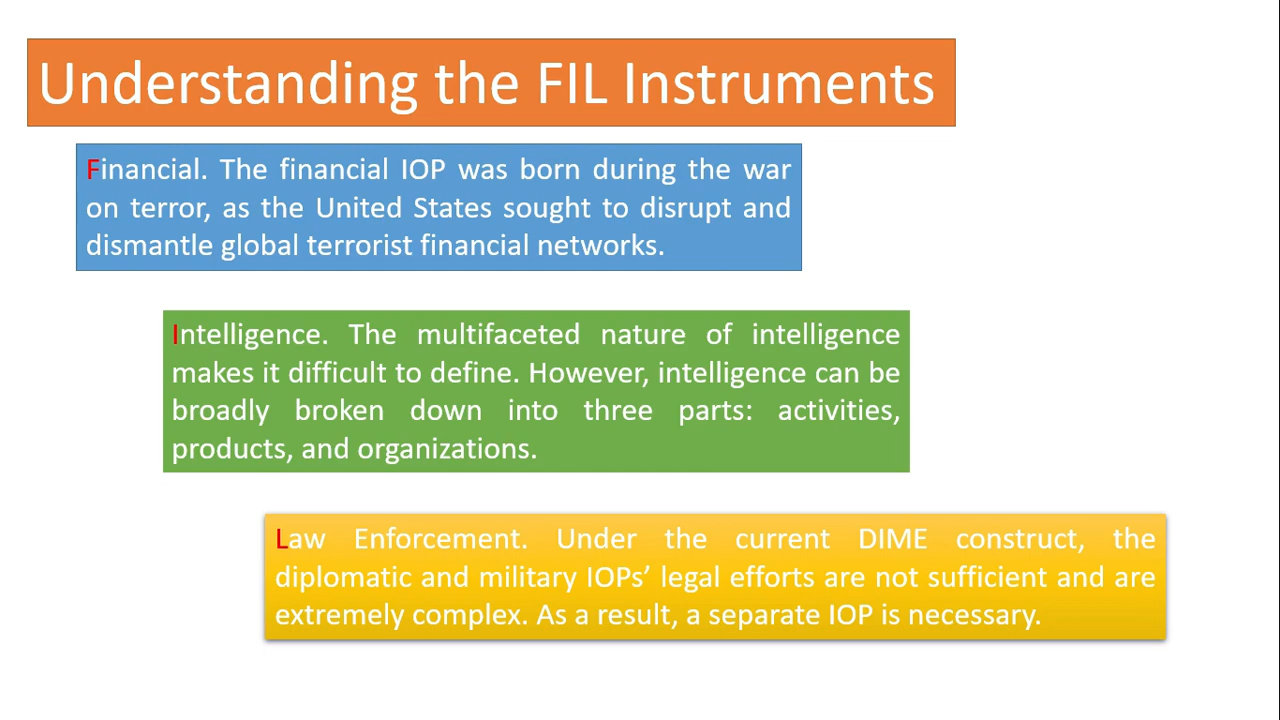 Understanding the FIL Instruments
Financial. The financial IOP was born during the war
on terror, as the United States sought to disrupt and
dismantle global terrorist financial networks.
Intelligence. The multifaceted nature of intelligence
makes it difficult to define. However, intelligence can be
broadly broken down into three parts: activities,
products, and organizations.
Law Enforcement. Under the current DIME construct, the
diplomatic and military IOPs’ legal efforts are not sufficient and are
extremely complex. As a result, a separate IOP is necessary.